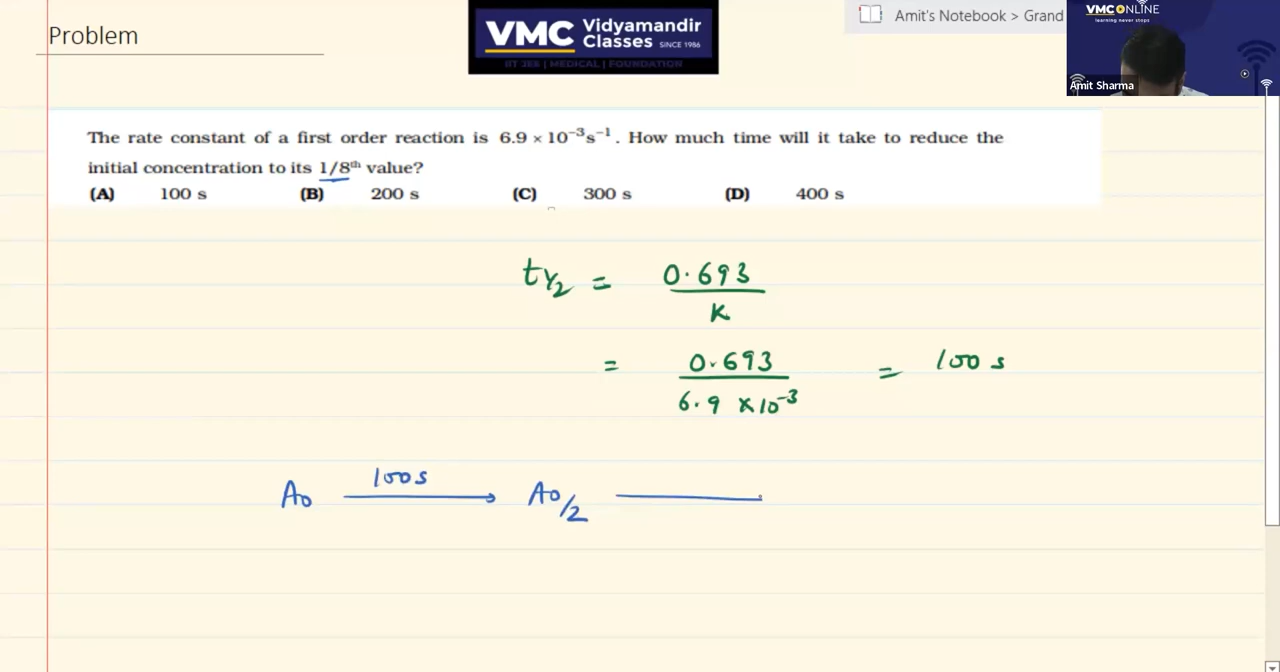 Problem
VMC Vidyamandir Classes SINCE 1986
IIT JEE | MEDICAL | FOUNDATION
Amit's Notebook > Grand
VMC ONLINE
learning never stops
Amit Sharma
The rate constant of a first order reaction is 6.9 × 10⁻³s⁻¹. How much time will it take to reduce the
initial concentration to its 1/8ᵗʰ value?
(A) 100 s (B) 200 s (C) 300 s (D) 400 s
t1/2 = 0.693 / K
= 0.693 / 6.9 × 10⁻³ = 100 s
100 s
A₀ → A₀/2